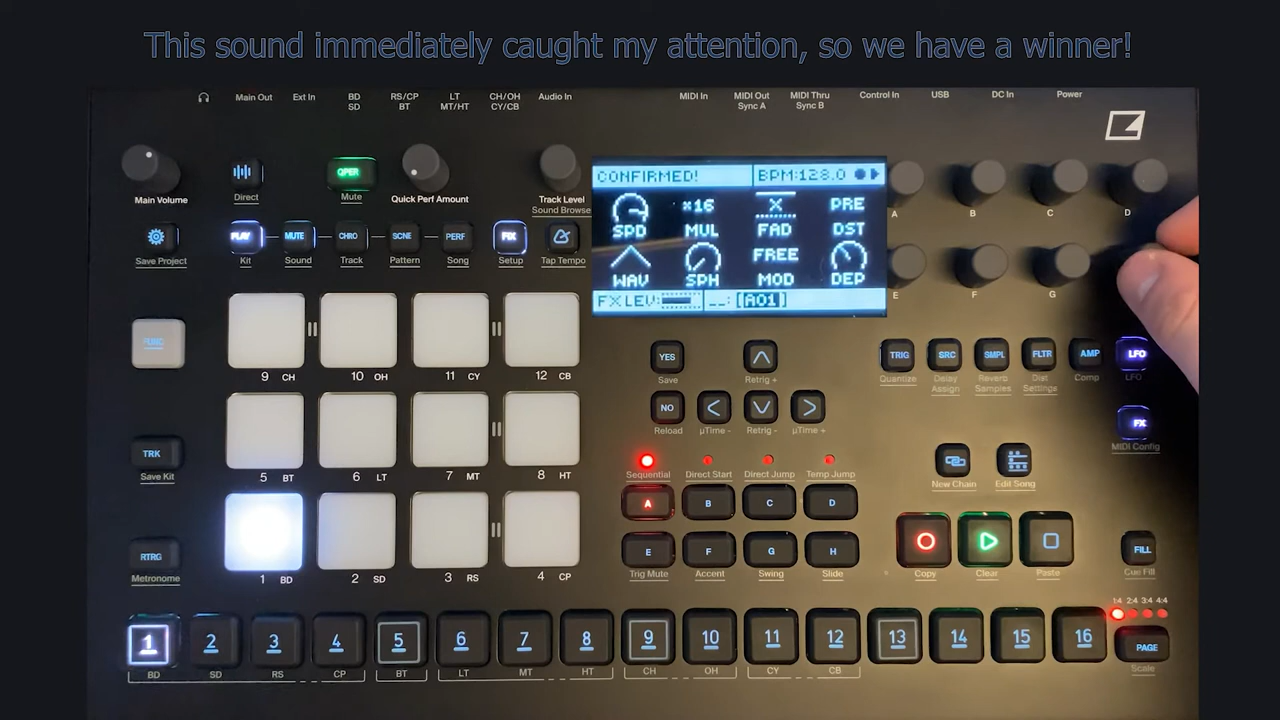 This sound immediately caught my attention, so we have a winner!
Main Out Ext In BD SD RS/CP BT LT MT/HT CH/OH CY/CB Audio In MIDI In MIDI Out Sync A MIDI Thru Sync B Control In USB DC In Power
Main Volume Direct OPER Mute Quick Perf Amount Track Level Sound Browse
CONFIRMED! BPM:128.0
×16 X PRE
SPD MUL FAD DST
FREE
WAV SPH MOD DEP
FX LEV: __: [A01]
A B C D
E F G
PLAY MUTE CHRO SCNE PERF FIX
Save Project Kit Sound Track Pattern Song Setup Tap Tempo
FUNC
9 CH 10 OH 11 CY 12 CB
YES Save Retrig +
NO Reload µTime - Retrig - µTime +
TRIG SRC SMPL FLTR AMP LFO
Quantize Delay Assign Reverb Samples Dist Settings Comp LFO
FX
MIDI Config
TRK
Save Kit
5 BT 6 LT 7 MT 8 HT
Sequential Direct Start Direct Jump Temp Jump
A B C D
E F G H
Trig Mute Accent Swing Slide
New Chain Edit Song
Copy Clear Paste
FILL
Cue Fill
RTRG
Metronome
1 BD 2 SD 3 RS 4 CP
1:4 2:4 3:4 4:4
1 2 3 4 5 6 7 8 9 10 11 12 13 14 15 16 PAGE
BD SD RS CP BT LT MT HT CH OH CY CB Scale